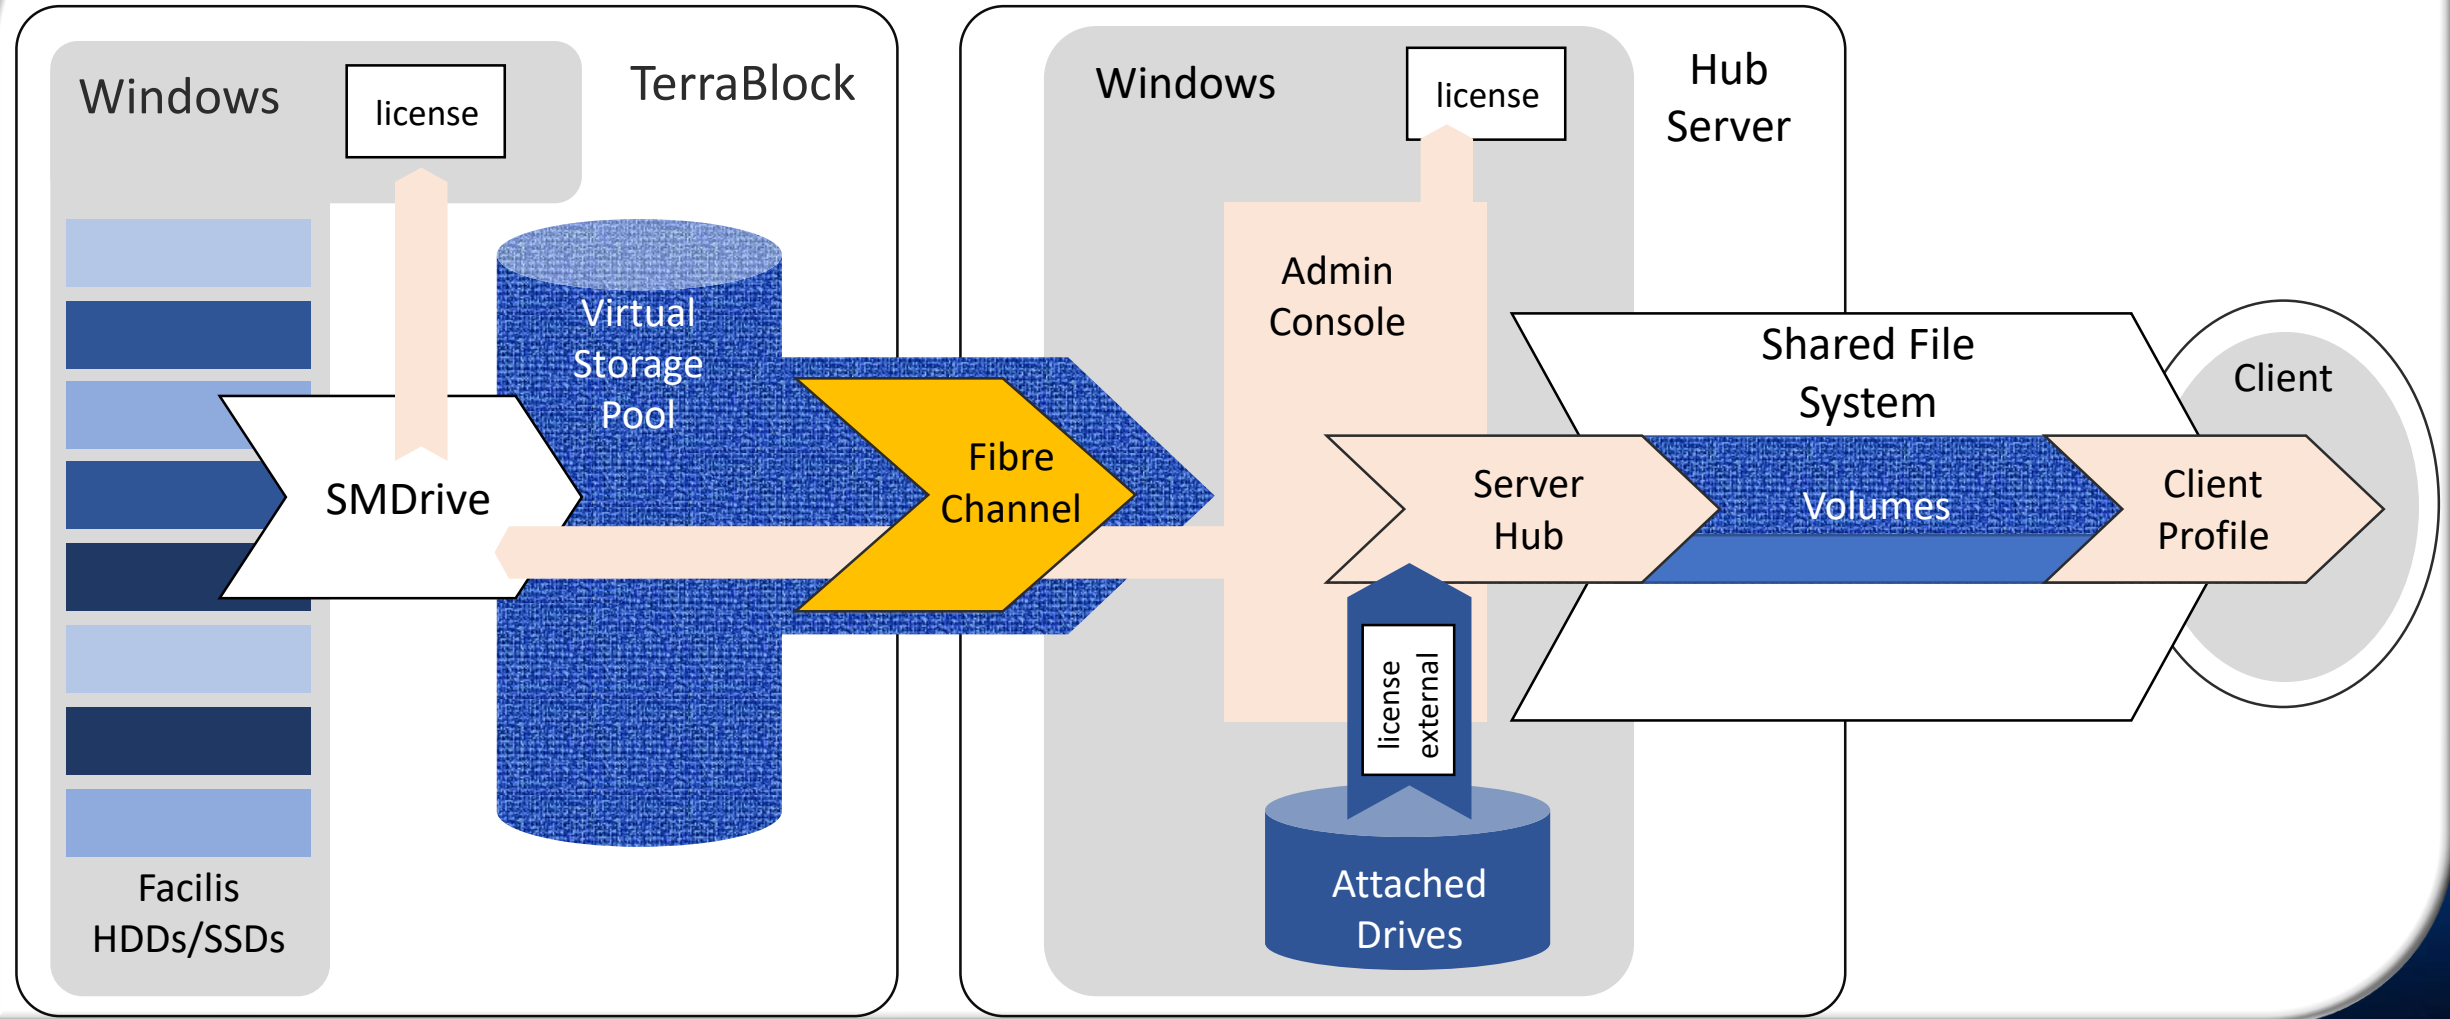 Windows
license
TerraBlock
Virtual
Storage
Pool
SMDrive
Facilis
HDDs/SSDs
Fibre
Channel
Windows
license
Hub
Server
Admin
Console
Server
Hub
license
external
Attached
Drives
Shared File
System
Volumes
Client
Client
Profile